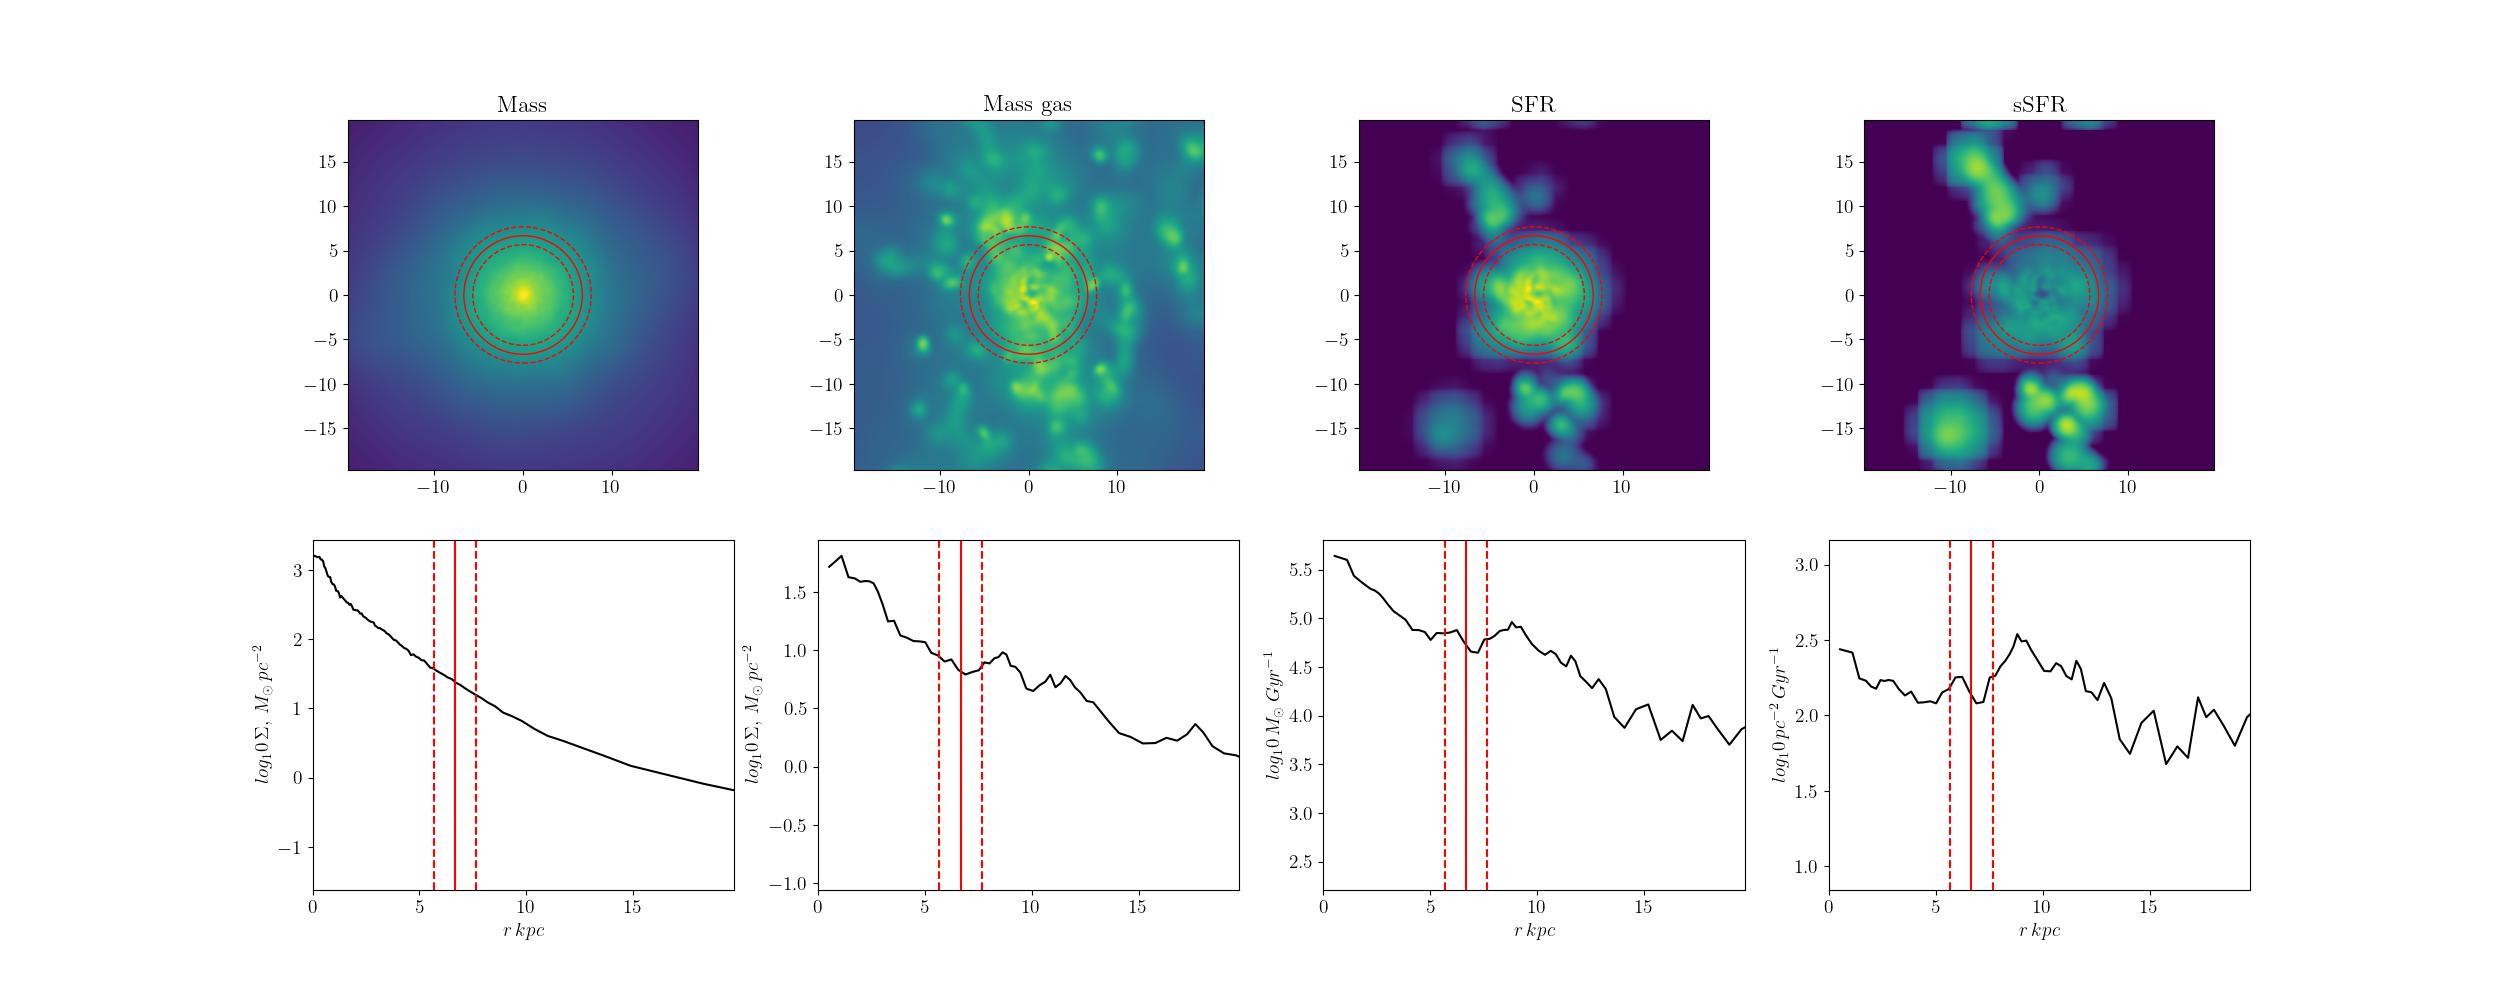 Mass Mass gas SFR sSFR
15 15 15 15
10 10 10 10
5 5 5 5
0 0 0 0
−5 −5 −5 −5
−10 −10 −10 −10
−15 −15 −15 −15
−10 0 10 −10 0 10 −10 0 10 −10 0 10
log₁0 Σ, M⊙ pc⁻²
3
2
1
0
−1
0 5 10 15
r kpc
log₁0 Σ, M⊙ pc⁻²
1.5
1.0
0.5
0.0
−0.5
−1.0
0 5 10 15
log₁0 M⊙ Gyr⁻¹
5.5
5.0
4.5
4.0
3.5
3.0
2.5
0 5 10 15
r kpc
log₁0 pc⁻² Gyr⁻¹
3.0
2.5
2.0
1.5
1.0
0 5 10 15
r kpc